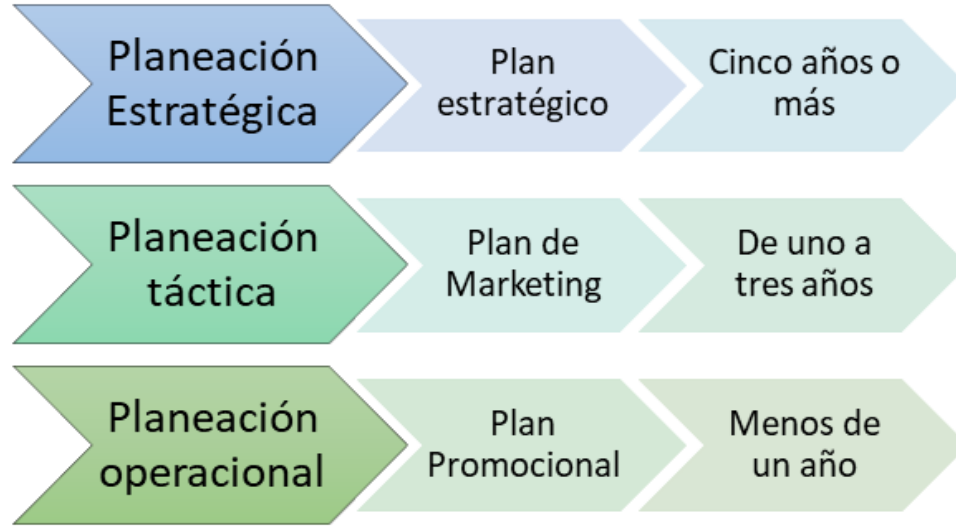 Planeación
Estratégica
Plan
estratégico
Cinco años o
más
Planeación
táctica
Plan de
Marketing
De uno a
tres años
Planeación
operacional
Plan
Promocional
Menos de
un año